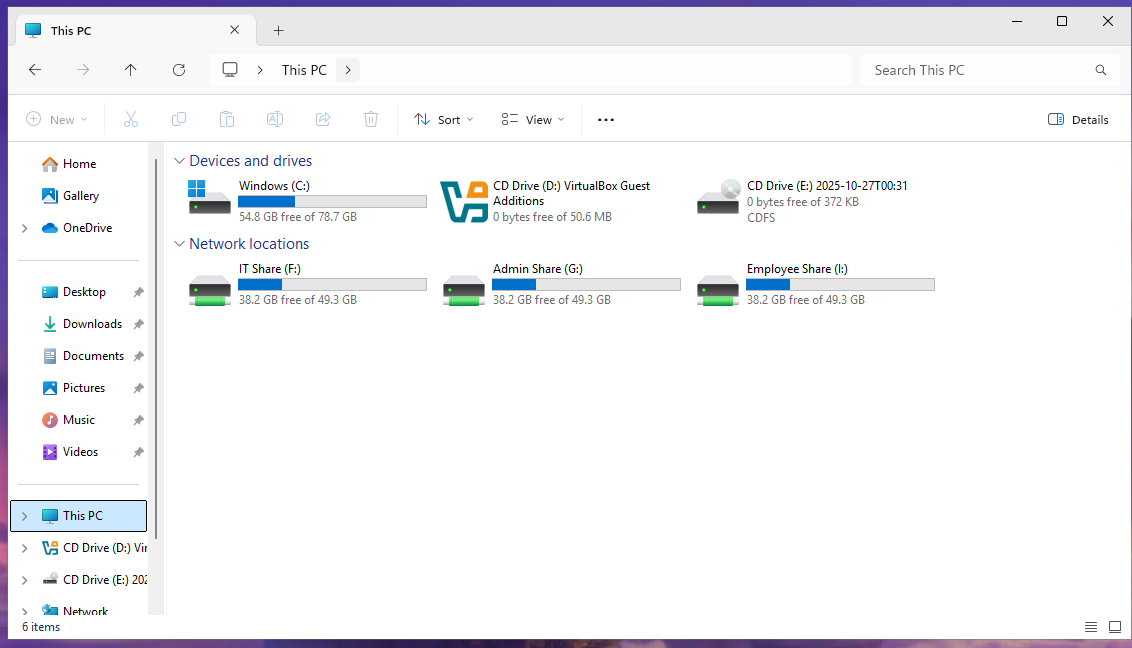 This PC
This PC
Search This PC
New
Sort
View
Details
Home
Gallery
OneDrive
Desktop
Downloads
Documents
Pictures
Music
Videos
This PC
CD Drive (D:) Vir
CD Drive (E:) 202
Network
Devices and drives
Windows (C:)
54.8 GB free of 78.7 GB
CD Drive (D:) VirtualBox Guest
Additions
0 bytes free of 50.6 MB
CD Drive (E:) 2025-10-27T00:31
0 bytes free of 372 KB
CDFS
Network locations
IT Share (F:)
38.2 GB free of 49.3 GB
Admin Share (G:)
38.2 GB free of 49.3 GB
Employee Share (I:)
38.2 GB free of 49.3 GB
6 items